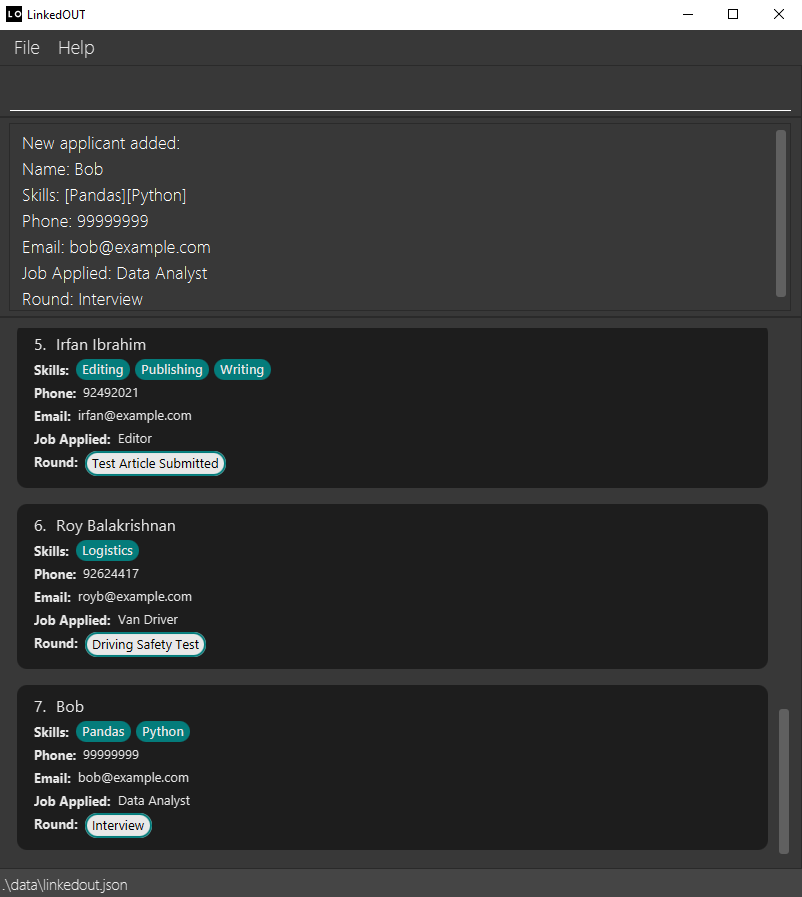 LO LinkedOUT
File Help
New applicant added:
Name: Bob
Skills: [Pandas][Python]
Phone: 99999999
Email: bob@example.com
Job Applied: Data Analyst
Round: Interview
5. Irfan Ibrahim
Skills: Editing Publishing Writing
Phone: 92492021
Email: irfan@example.com
Job Applied: Editor
Round: Test Article Submitted
6. Roy Balakrishnan
Skills: Logistics
Phone: 92624417
Email: royb@example.com
Job Applied: Van Driver
Round: Driving Safety Test
7. Bob
Skills: Pandas Python
Phone: 99999999
Email: bob@example.com
Job Applied: Data Analyst
Round: Interview
.\data\linkedout.json